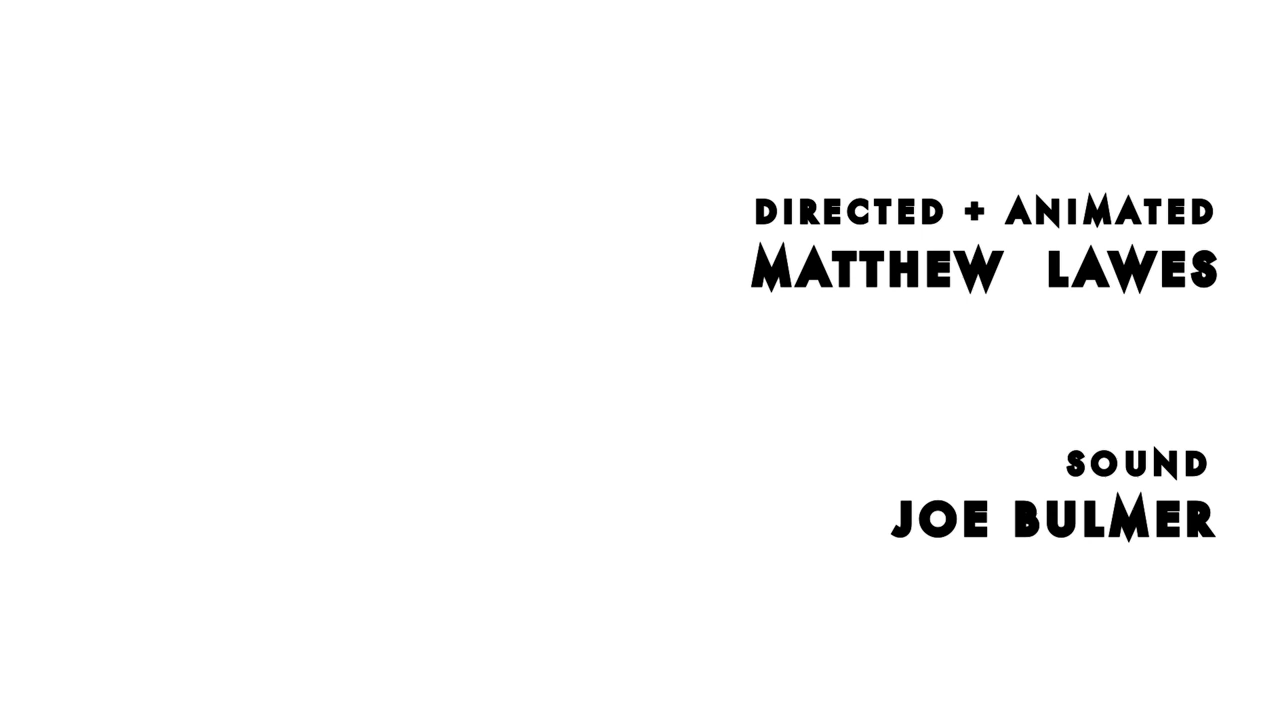 DIRECTED + ANIMATED
MATTHEW LAWES
SOUND
JOE BULMER